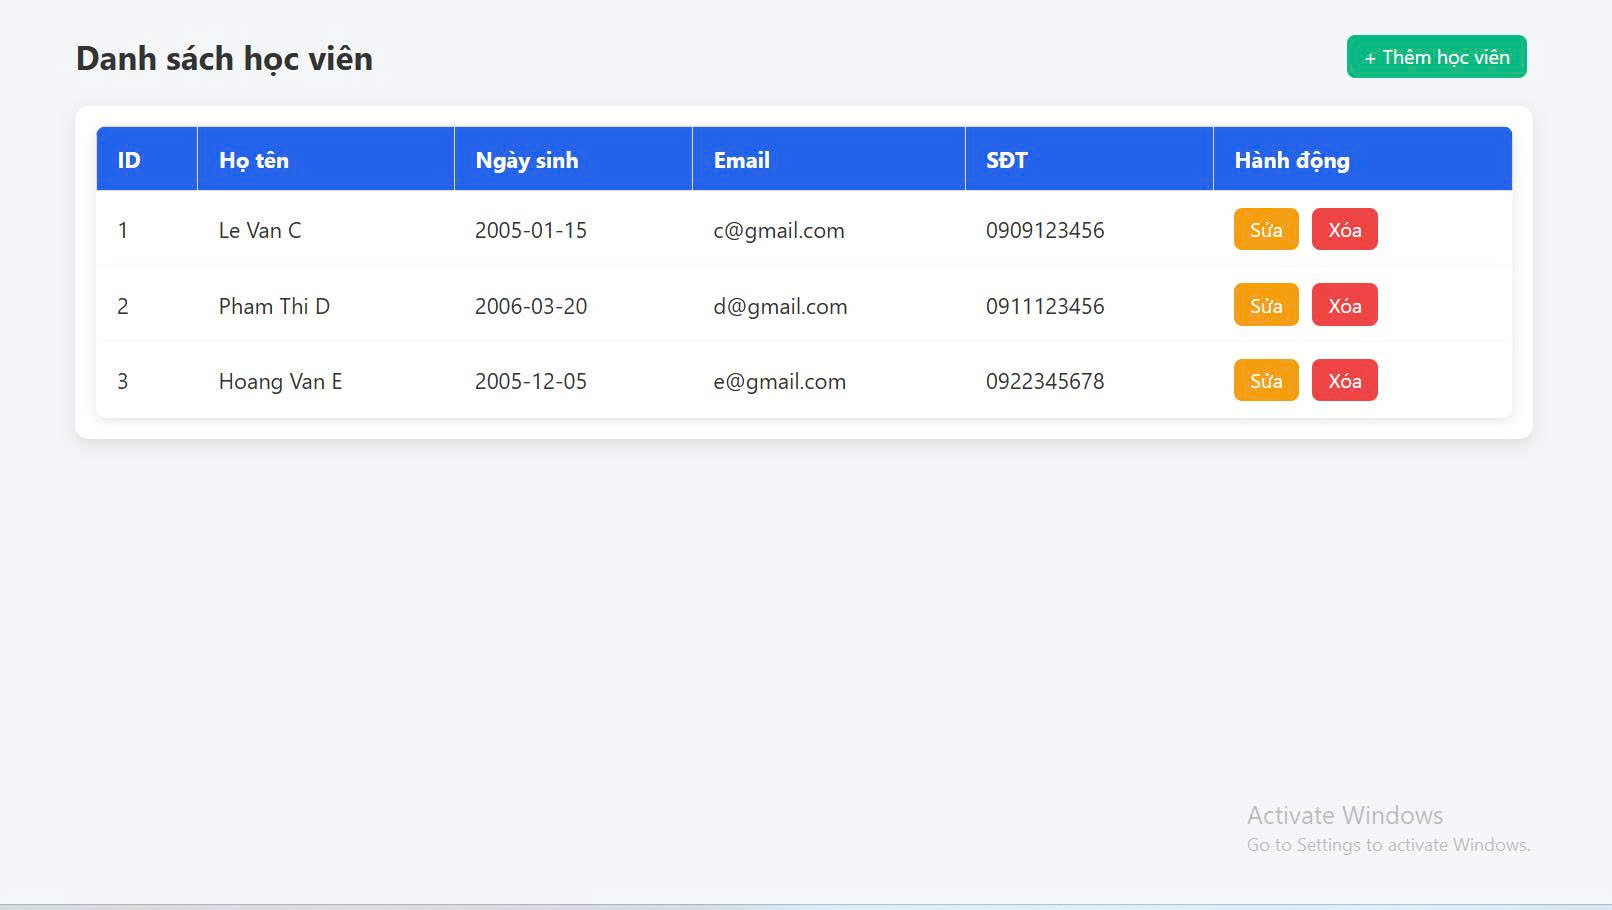 Danh sách học viên
+ Thêm học viên
ID Họ tên Ngày sinh Email SĐT Hành động
1 Le Van C 2005-01-15 c@gmail.com 0909123456 Sửa Xóa
2 Pham Thi D 2006-03-20 d@gmail.com 0911123456 Sửa Xóa
3 Hoang Van E 2005-12-05 e@gmail.com 0922345678 Sửa Xóa
Activate Windows
Go to Settings to activate Windows.